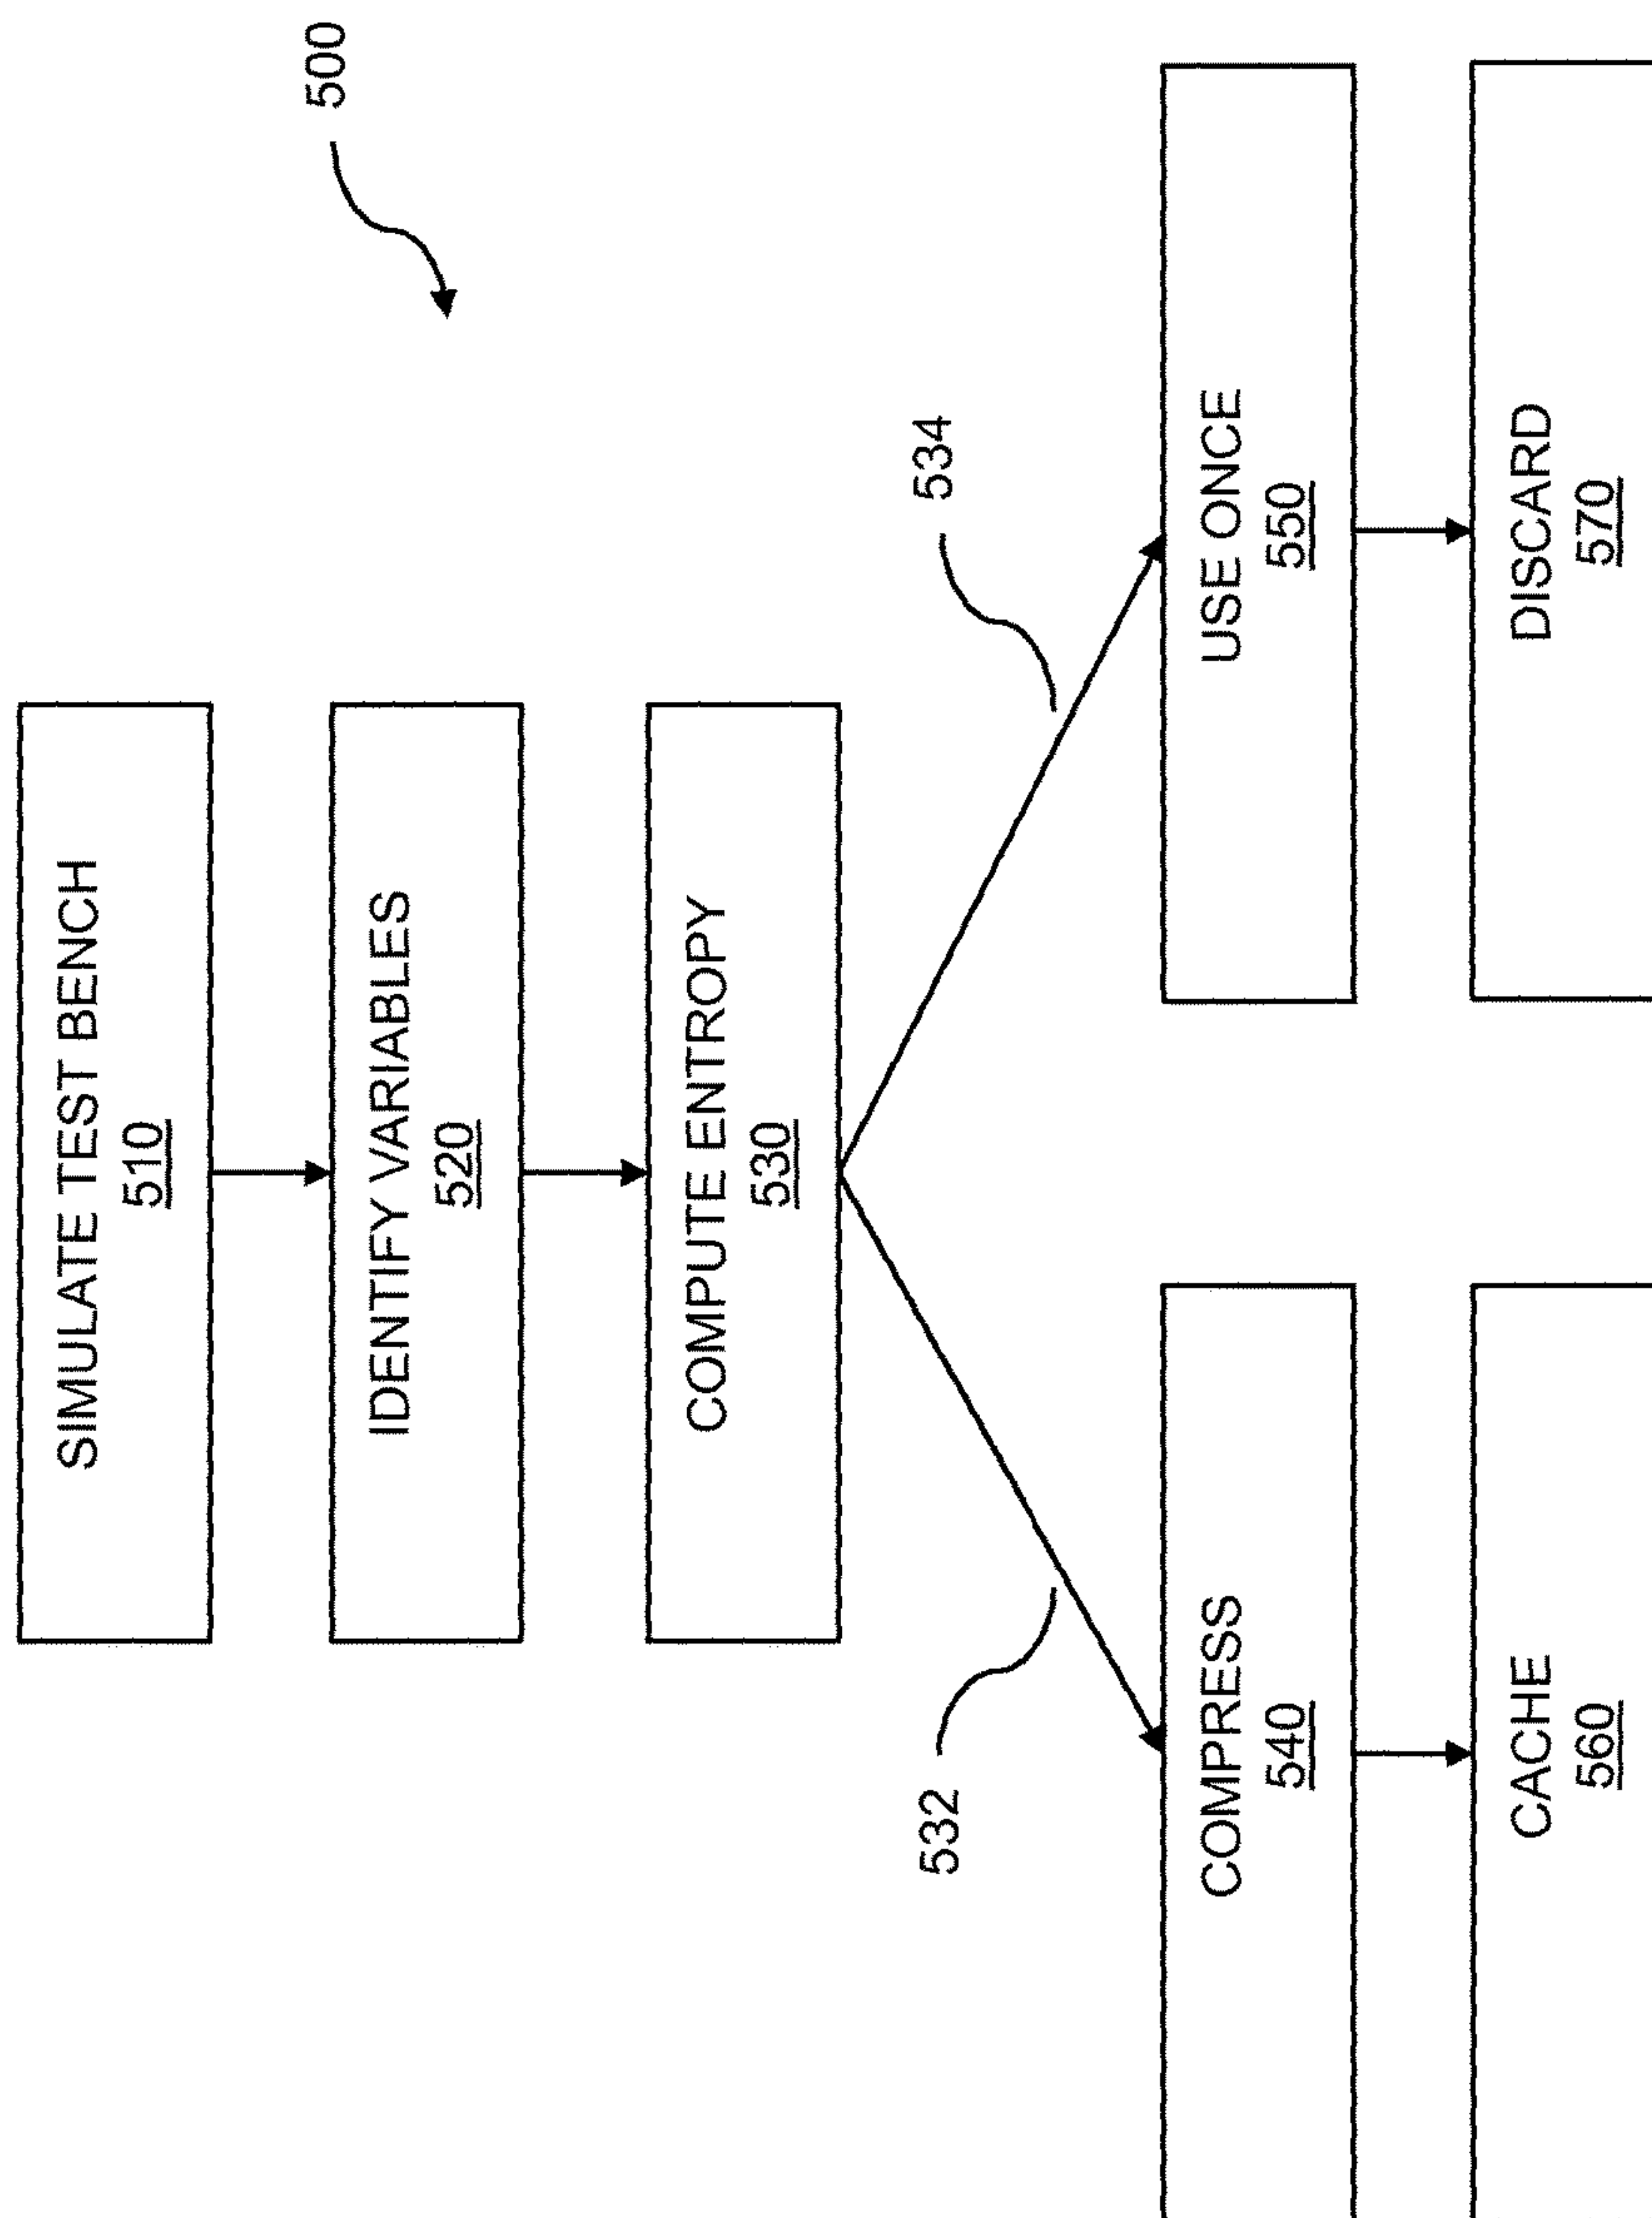 500
SIMULATE TEST BENCH
510
IDENTIFY VARIABLES
520
COMPUTE ENTROPY
530
532
534
COMPRESS
540
USE ONCE
550
CACHE
560
DISCARD
570